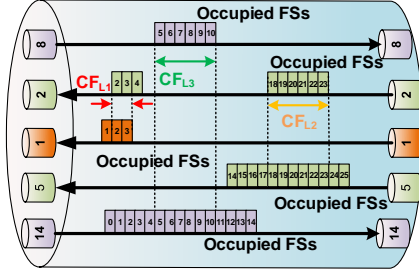 Occupied FSs
8 5 6 7 8 9 10 8
Occupied FSs
CF_L1 2 3 4 CF_L3 18 19 20 21 22 23
2 2
CF_L2
1 1 2 3 1
Occupied FSs
14 15 16 17 18 19 20 21 22 23 24 25
5 5
Occupied FSs
14 0 1 2 3 4 5 6 7 8 9 10 11 12 13 14 14
Occupied FSs